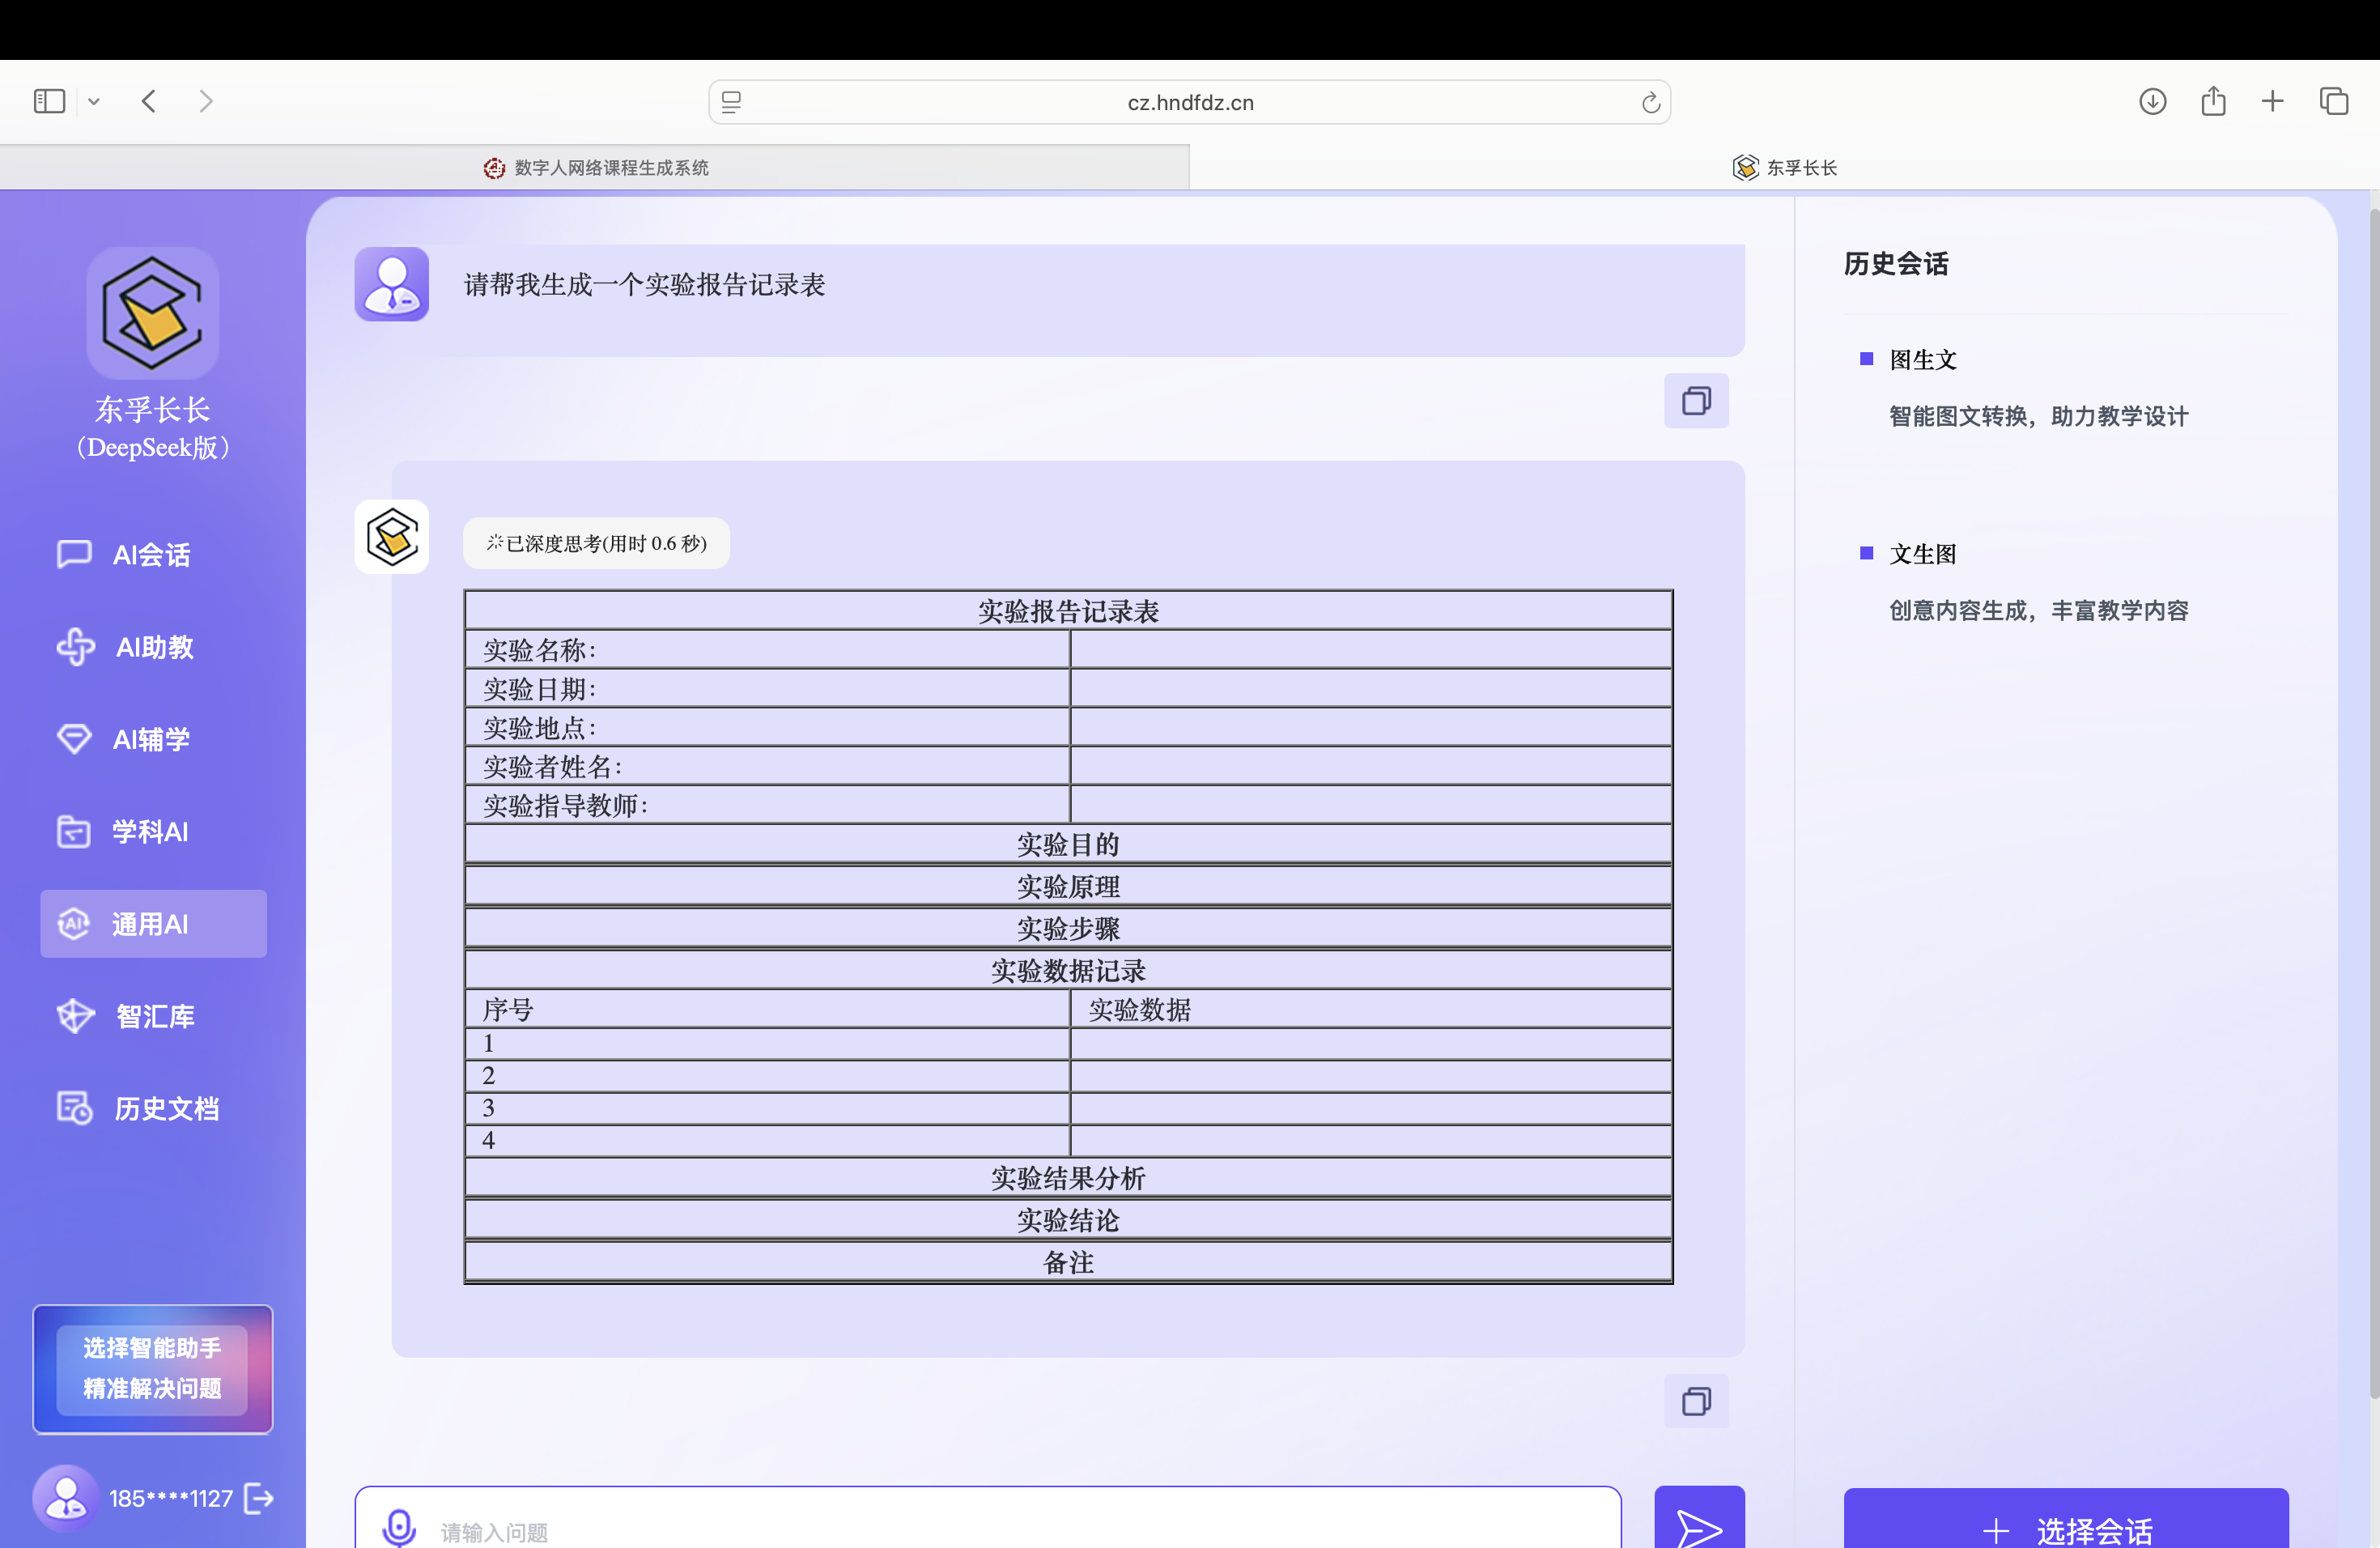 cz.hndfdz.cn
数字人网络课程生成系统
东孚长长
东孚长长
（DeepSeek版）
AI会话
AI助教
AI辅学
学科AI
通用AI
智汇库
历史文档
选择智能助手
精准解决问题
185****1127
请帮我生成一个实验报告记录表
已深度思考(用时 0.6 秒)
实验报告记录表
实验名称：
实验日期：
实验地点：
实验者姓名：
实验指导教师：
实验目的
实验原理
实验步骤
实验数据记录
序号 实验数据
1
2
3
4
实验结果分析
实验结论
备注
请输入问题
历史会话
图生文
智能图文转换，助力教学设计
文生图
创意内容生成，丰富教学内容
选择会话